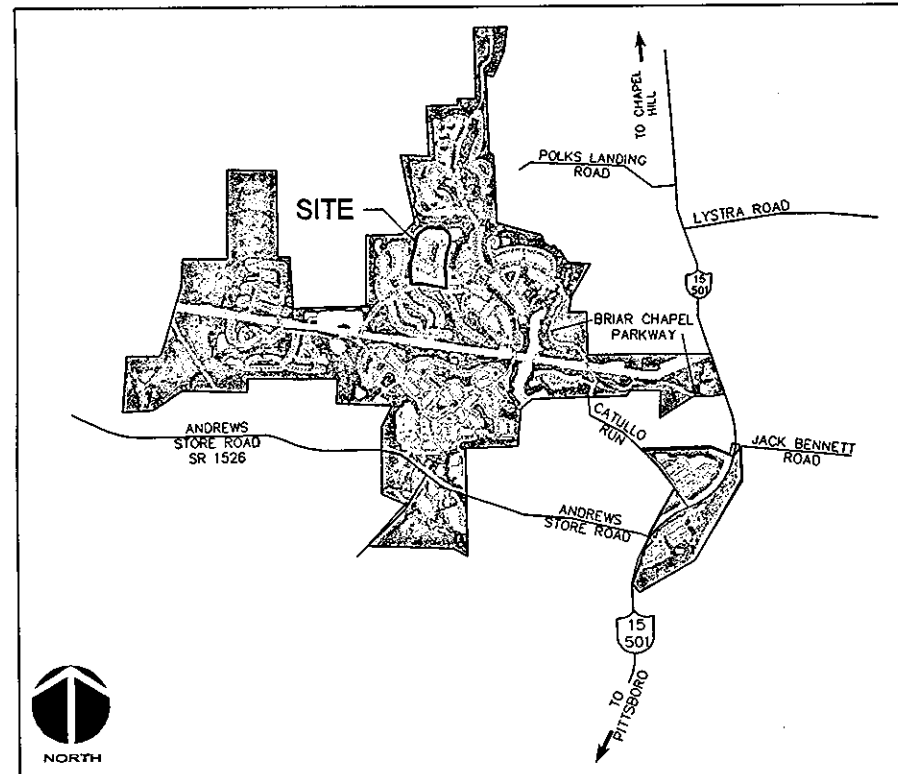 TO CHAPEL
HILL
POLKS LANDING
ROAD
LYSTRA ROAD
SITE
15
501
BRIAR CHAPEL
PARKWAY
ANDREWS
STORE ROAD
SR 1526
CATULLO
RUN
JACK BENNETT
ROAD
ANDREWS
STORE ROAD
15
501
TO
PITTSBORO
NORTH